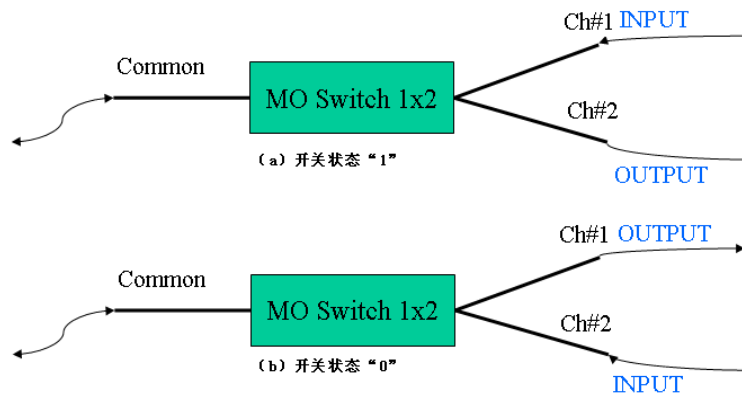 Ch#1 INPUT
Common
MO Switch 1x2
Ch#2
（a）开关状态“1”
OUTPUT
Ch#1 OUTPUT
Common
MO Switch 1x2
Ch#2
（b）开关状态“0”
INPUT